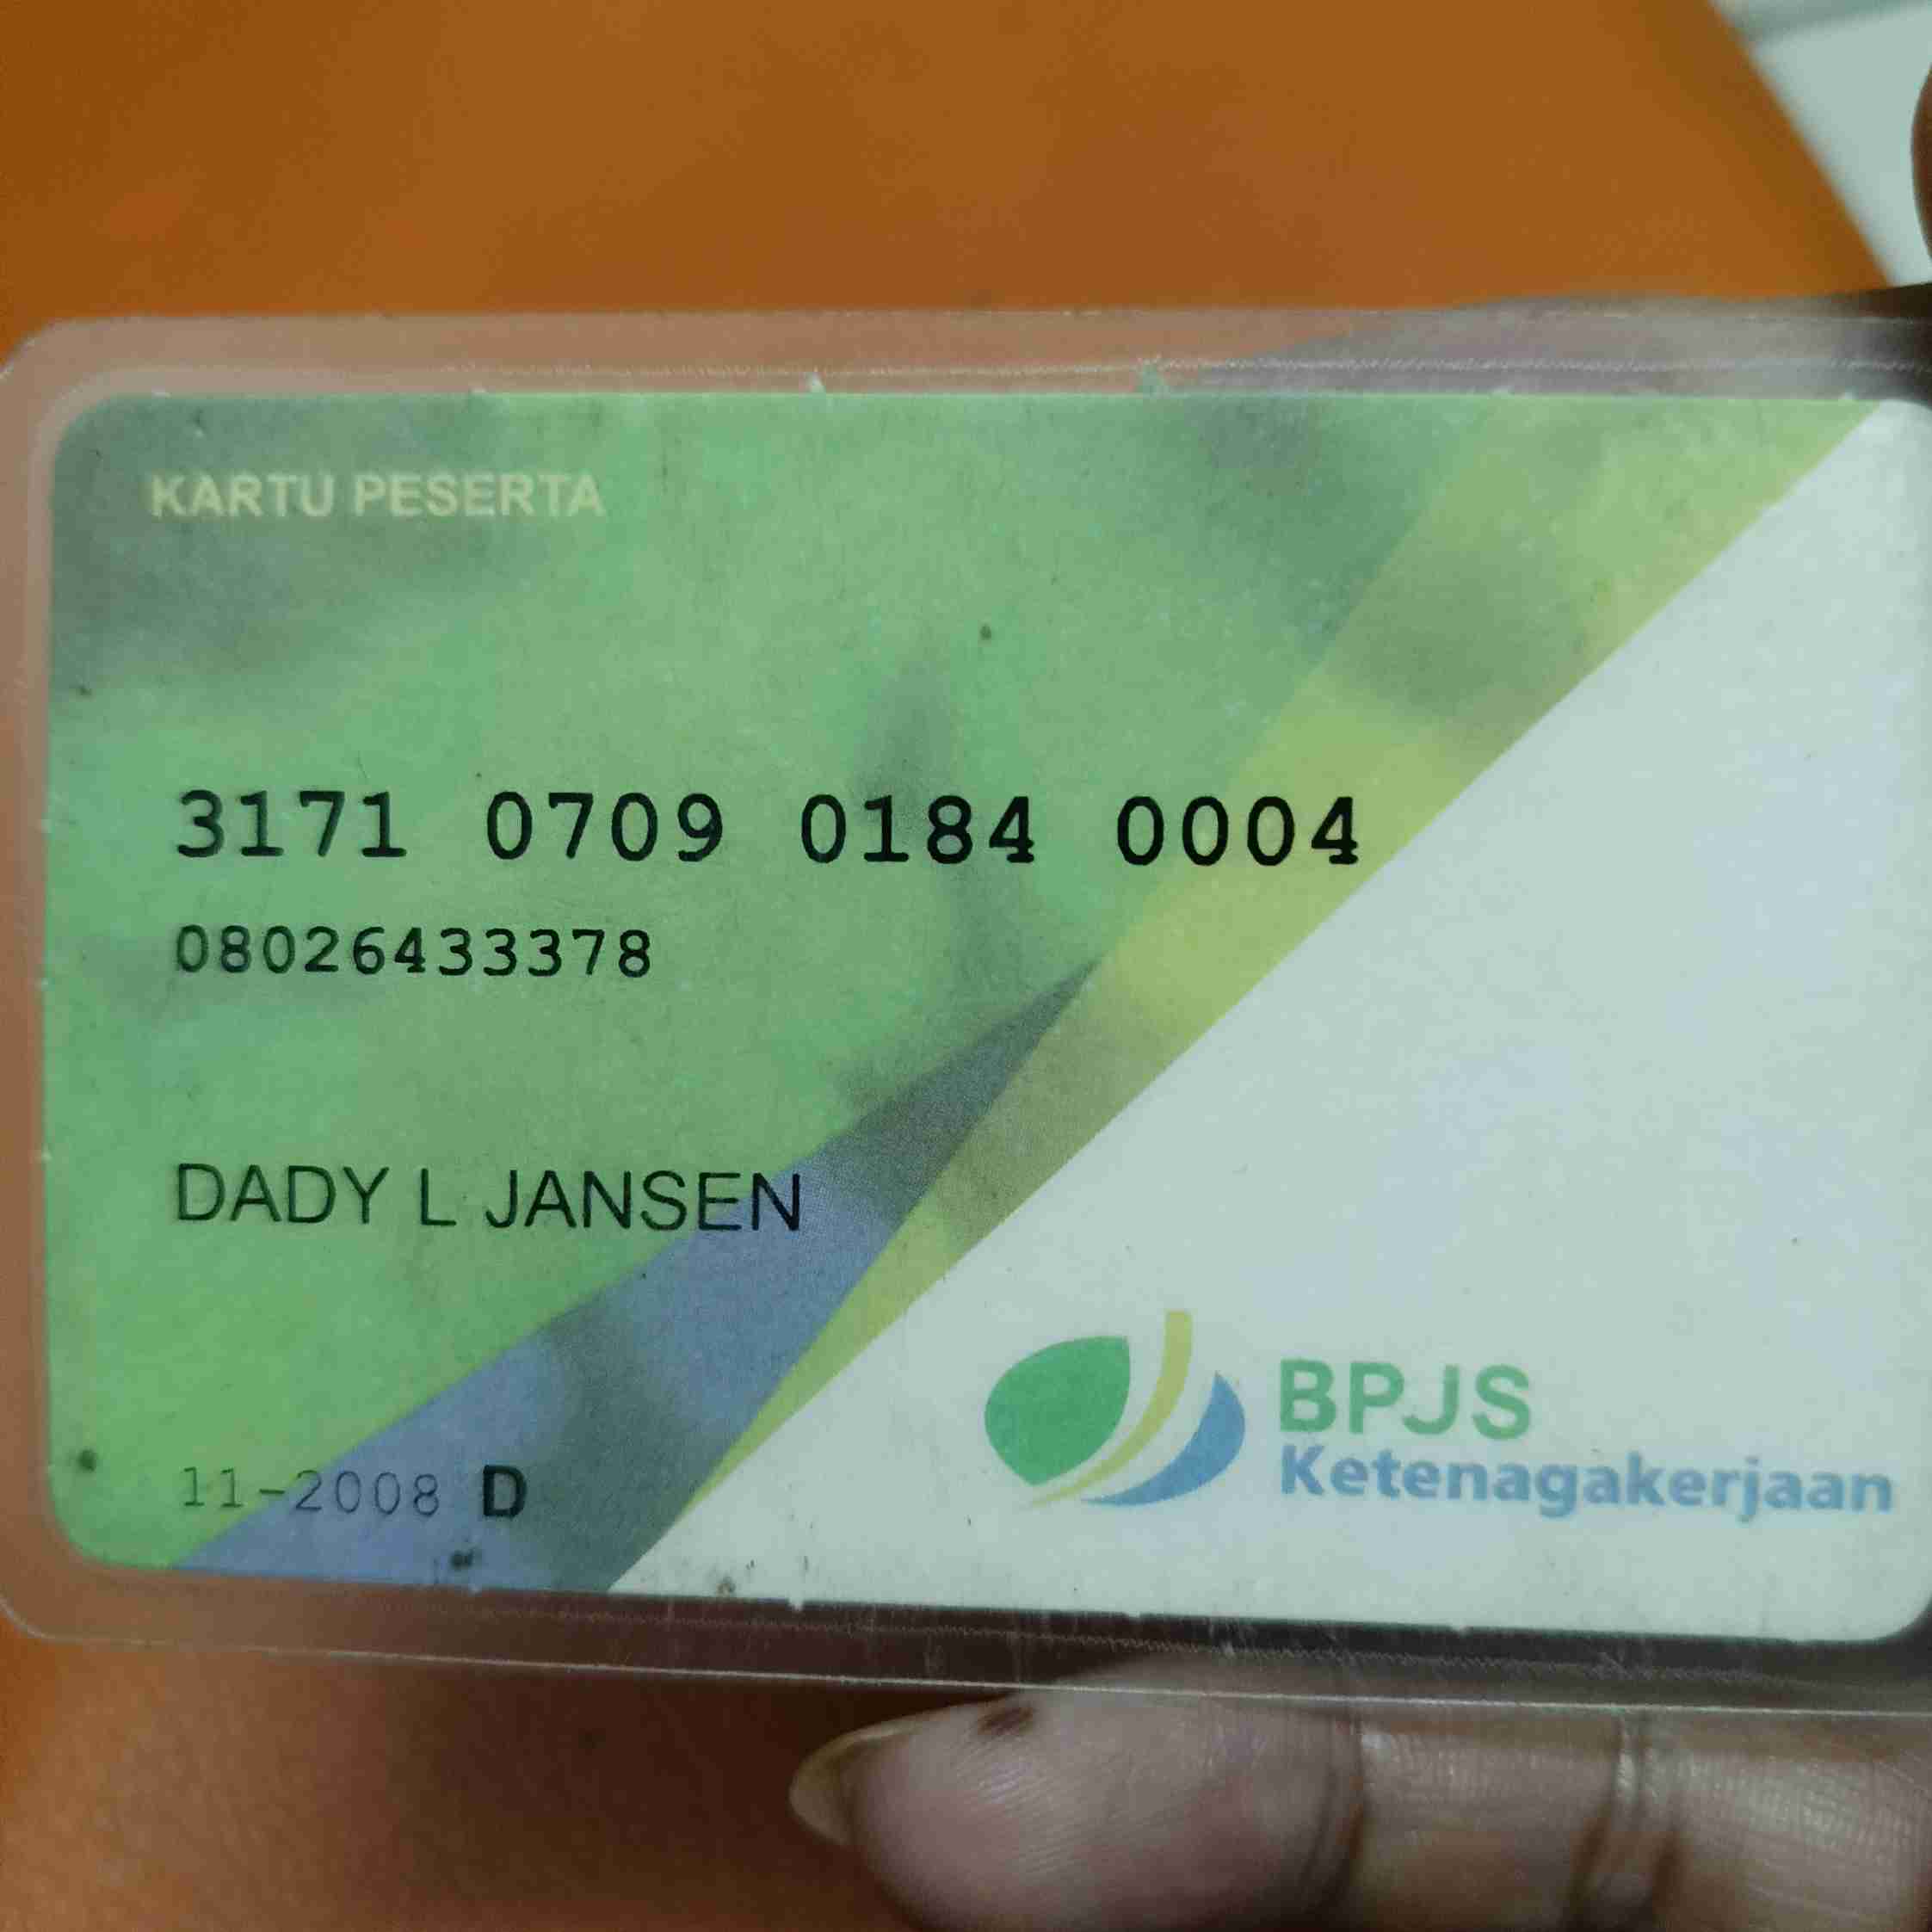 KARTU PESERTA
3171 0709 0184 0004
08026433378
DADY L JANSEN
11-2008 D
BPJS
Ketenagakerjaan